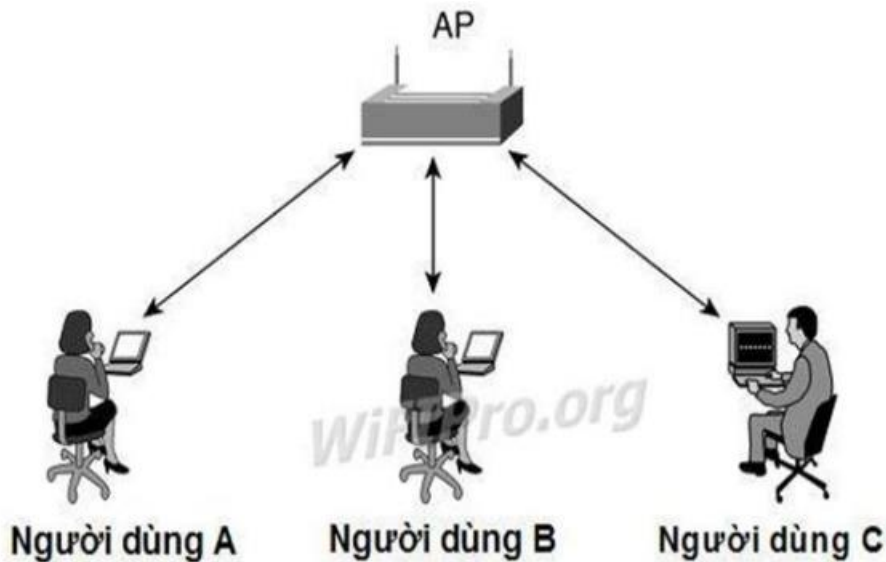 AP
WiFiPro.org
Người dùng A
Người dùng B
Người dùng C